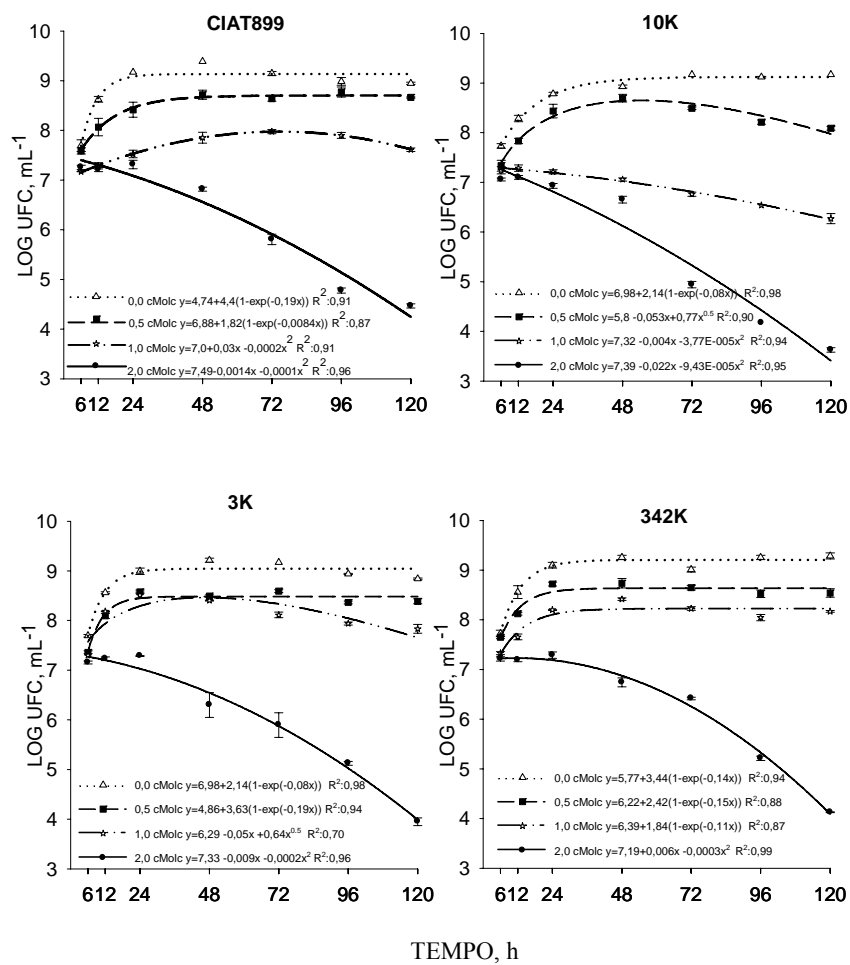 CIAT899
LOG UFC, mL-1
10
9
8
7
6
5
4
3
0,0 cMolc y=4,74+4,4(1-exp(-0,19x)) R2:0,91
0,5 cMolc y=6,88+1,82(1-exp(-0,0084x)) R2:0,87
1,0 cMolc y=7,0+0,03x -0,0002x2 R2:0,91
2,0 cMolc y=7,49-0,0014x -0,0001x2 R2:0,96
6 12 24 48 72 96 120
10K
LOG UFC, mL-1
10
9
8
7
6
5
4
3
0,0 cMolc y=6,98+2,14(1-exp(-0,08x)) R2:0,98
0,5 cMolc y=5,8 -0,053x+0,77x0.5 R2:0,90
1,0 cMolc y=7,32 -0,004x -3,77E-005x2 R2:0,94
2,0 cMolc y=7,39 -0,022x -9,43E-005x2 R2:0,95
6 12 24 48 72 96 120
3K
LOG UFC, mL-1
10
9
8
7
6
5
4
3
0,0 cMolc y=6,98+2,14(1-exp(-0,08x)) R2:0,98
0,5 cMolc y=4,86+3,63(1-exp(-0,19x)) R2:0,94
1,0 cMolc y=6,29 -0,05x +0,64x0.5 R2:0,70
2,0 cMolc y=7,33 -0,009x -0,0002x2 R2:0,96
6 12 24 48 72 96 120
342K
LOG UFC, mL-1
10
9
8
7
6
5
4
3
0,0 cMolc y=5,77+3,44(1-exp(-0,14x)) R2:0,94
0,5 cMolc y=6,22+2,42(1-exp(-0,15x)) R2:0,88
1,0 cMolc y=6,39+1,84(1-exp(-0,11x)) R2:0,87
2,0 cMolc y=7,19+0,006x -0,0003x2 R2:0,99
6 12 24 48 72 96 120
TEMPO, h